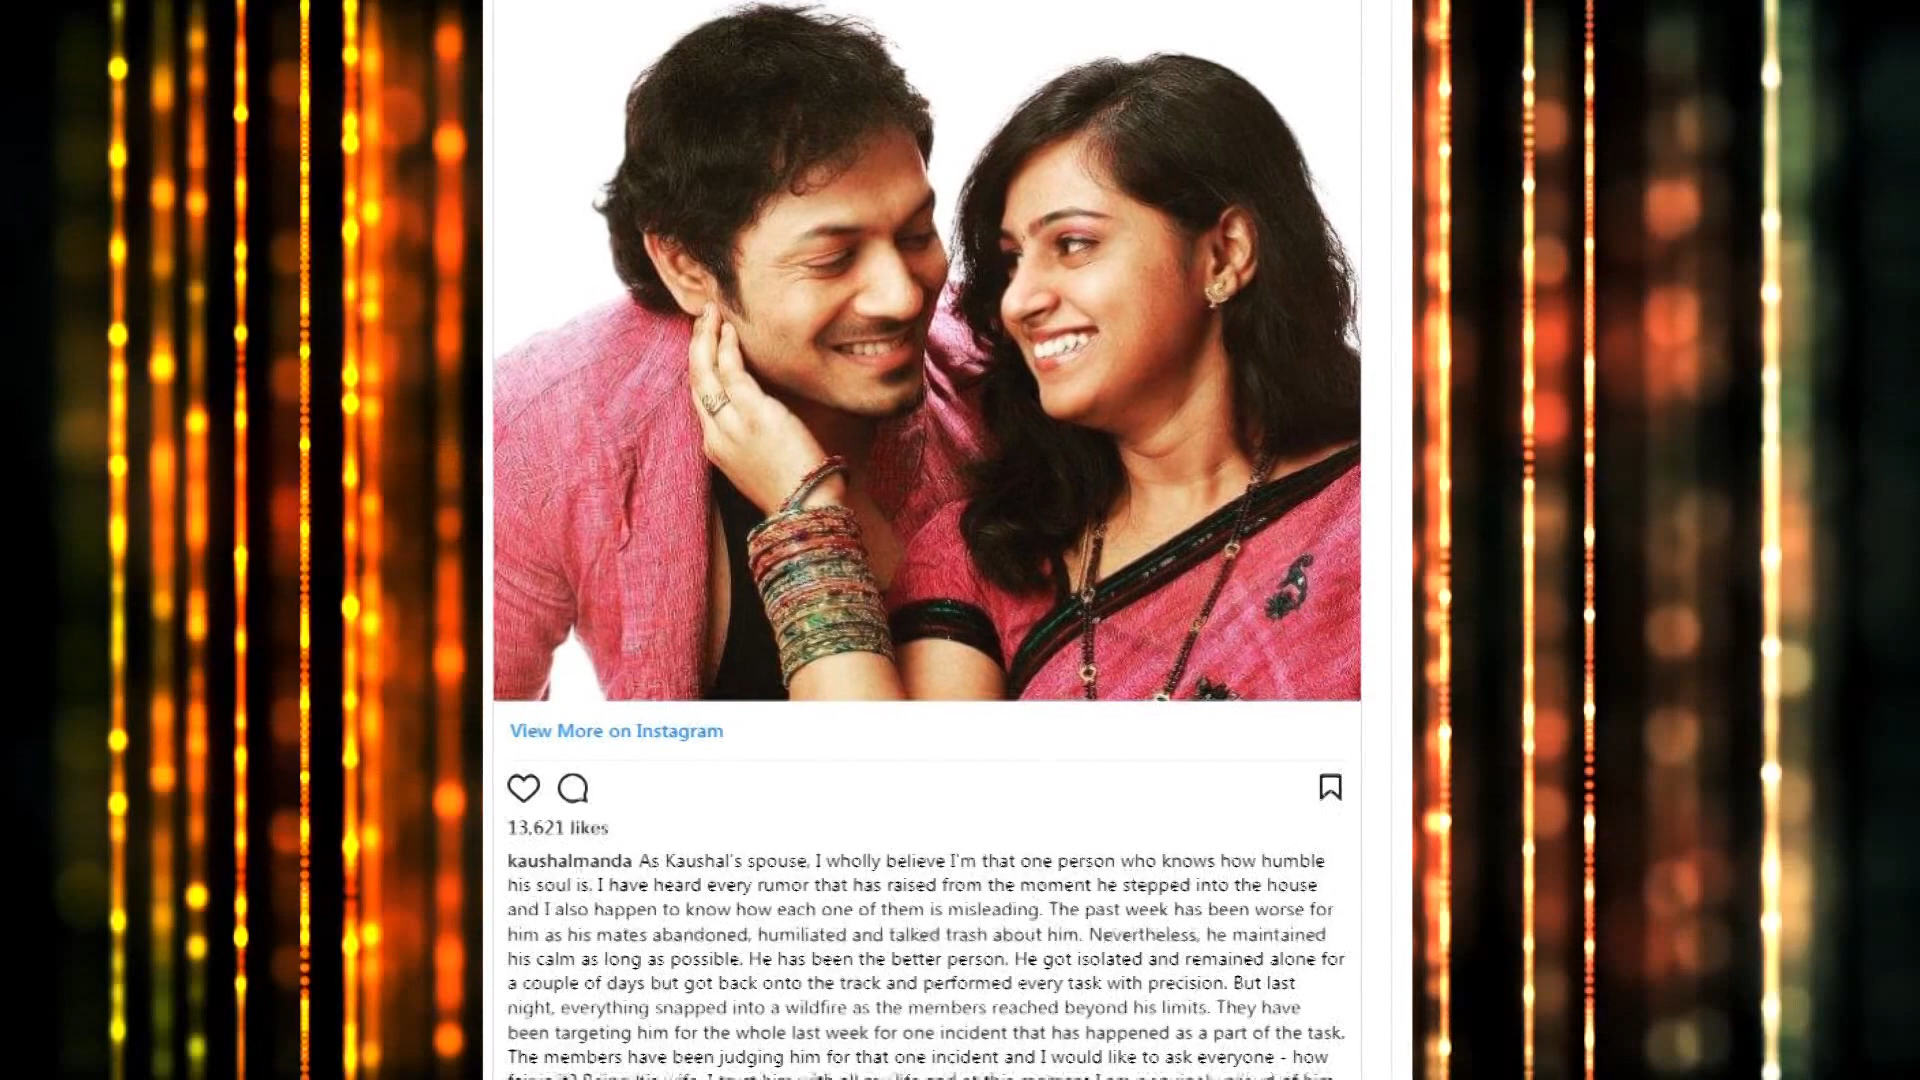 View More on Instagram
13,621 likes
kaushalmanda As Kaushal's spouse, I wholly believe I'm that one person who knows how humble
his soul is. I have heard every rumor that has raised from the moment he stepped into the house
and I also happen to know how each one of them is misleading. The past week has been worse for
him as his mates abandoned, humiliated and talked trash about him. Nevertheless, he maintained
his calm as long as possible. He has been the better person. He got isolated and remained alone for
a couple of days but got back onto the track and performed every task with precision. But last
night, everything snapped into a wildfire as the members reached beyond his limits. They have
been targeting him for the whole last week for one incident that has happened as a part of the task.
The members have been judging him for that one incident and I would like to ask everyone - how